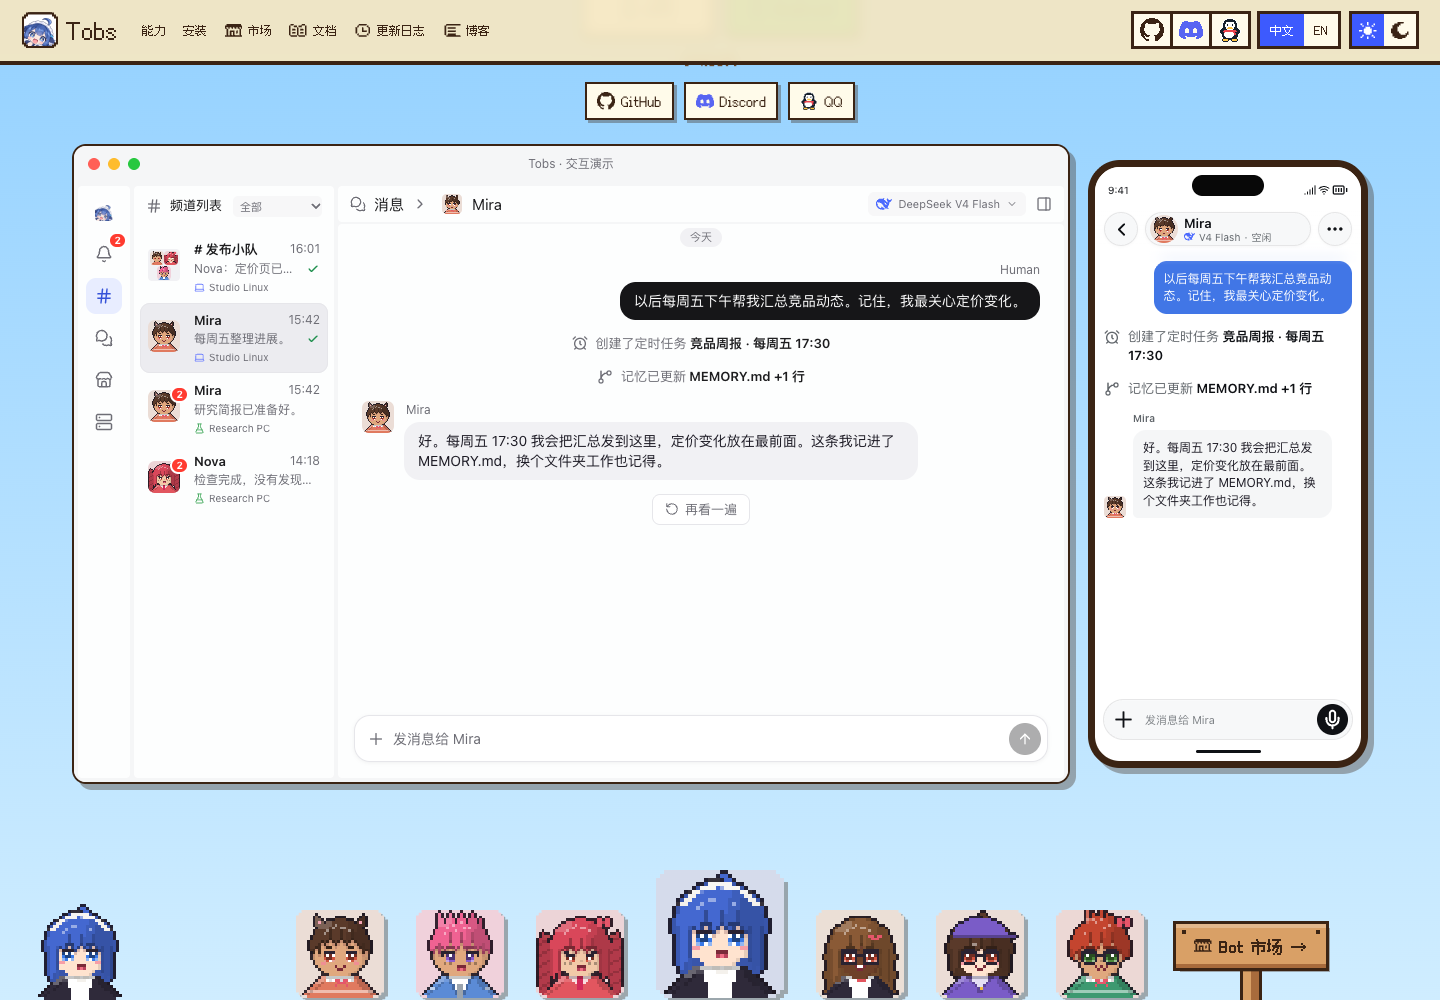 Tobs
能力 安装 市场 文档 更新日志 博客
中文 EN
GitHub Discord QQ
Tobs · 交互演示
2
频道列表 全部
# 发布小队 16:01
Nova：定价页已...
Studio Linux
Mira 15:42
每周五整理进展。
Studio Linux
2
Mira 15:42
研究简报已准备好。
Research PC
2
Nova 14:18
检查完成，没有发现...
Research PC
消息 Mira
DeepSeek V4 Flash
今天
Human
以后每周五下午帮我汇总竞品动态。记住，我最关心定价变化。
创建了定时任务 竞品周报 · 每周五 17:30
记忆已更新 MEMORY.md +1 行
Mira
好。每周五 17:30 我会把汇总发到这里，定价变化放在最前面。这条我记进了
MEMORY.md，换个文件夹工作也记得。
再看一遍
发消息给 Mira
9:41
Mira
V4 Flash · 空闲
以后每周五下午帮我汇总竞品动
态。记住，我最关心定价变化。
创建了定时任务 竞品周报 · 每周五
17:30
记忆已更新 MEMORY.md +1 行
Mira
好。每周五 17:30 我会把汇总发
到这里，定价变化放在最前面。
这条我记进了 MEMORY.md，换
个文件夹工作也记得。
发消息给 Mira
Bot 市场 →